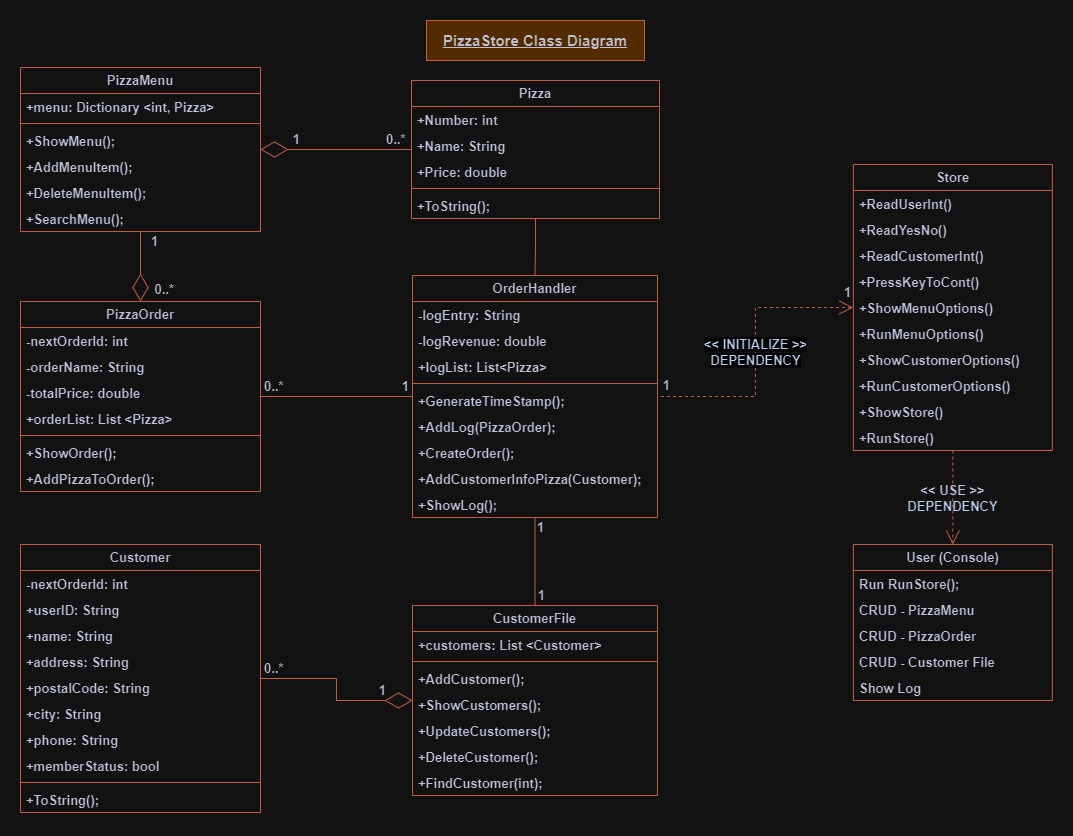 PizzaStore Class Diagram
PizzaMenu
+menu: Dictionary <int, Pizza>
+ShowMenu();
+AddMenuItem();
+DeleteMenuItem();
+SearchMenu();
1
0..*
Pizza
+Number: int
+Name: String
+Price: double
+ToString();
1
0..*
PizzaOrder
-nextOrderId: int
-orderName: String
-totalPrice: double
+orderList: List <Pizza>
+ShowOrder();
+AddPizzaToOrder();
0..*
1
OrderHandler
-logEntry: String
-logRevenue: double
+logList: List<Pizza>
+GenerateTimeStamp();
+AddLog(PizzaOrder);
+CreateOrder();
+AddCustomerInfoPizza(Customer);
+ShowLog();
1
<< INITIALIZE >>
DEPENDENCY
1
Store
+ReadUserInt()
+ReadYesNo()
+ReadCustomerInt()
+PressKeyToCont()
+ShowMenuOptions()
+RunMenuOptions()
+ShowCustomerOptions()
+RunCustomerOptions()
+ShowStore()
+RunStore()
<< USE >>
DEPENDENCY
User (Console)
Run RunStore();
CRUD - PizzaMenu
CRUD - PizzaOrder
CRUD - Customer File
Show Log
1
1
Customer
-nextOrderId: int
+userID: String
+name: String
+address: String
+postalCode: String
+city: String
+phone: String
+memberStatus: bool
+ToString();
0..*
1
CustomerFile
+customers: List <Customer>
+AddCustomer();
+ShowCustomers();
+UpdateCustomers();
+DeleteCustomer();
+FindCustomer(int);